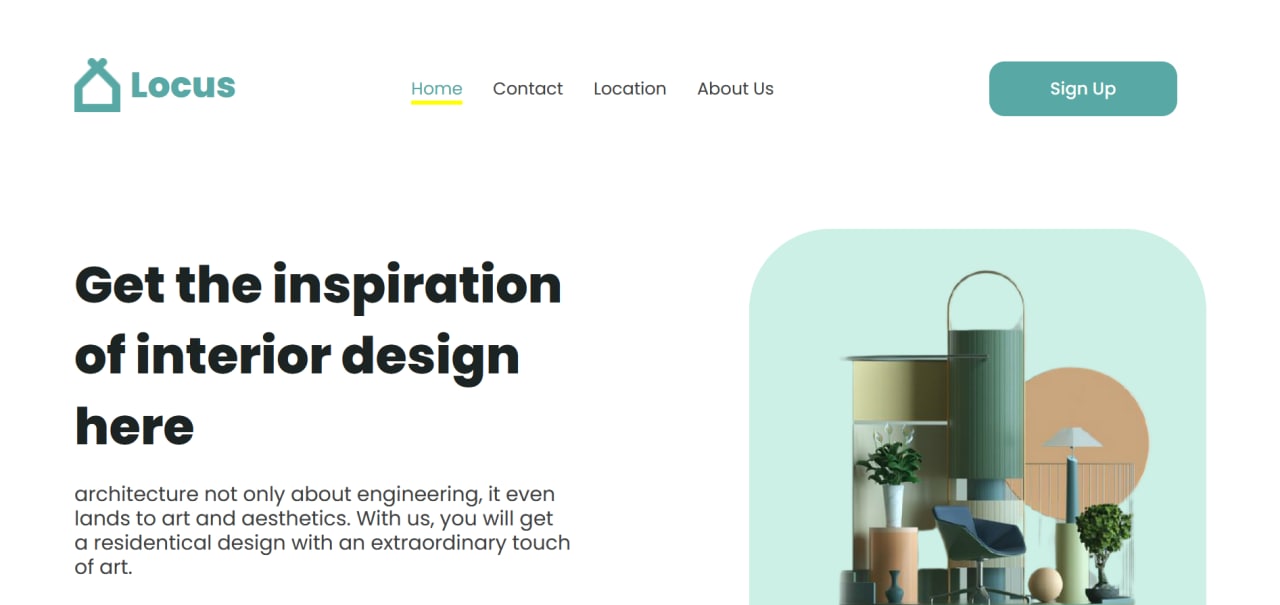 Locus
Home Contact Location About Us
Sign Up
Get the inspiration
of interior design
here
architecture not only about engineering, it even
lands to art and aesthetics. With us, you will get
a residentical design with an extraordinary touch
of art.